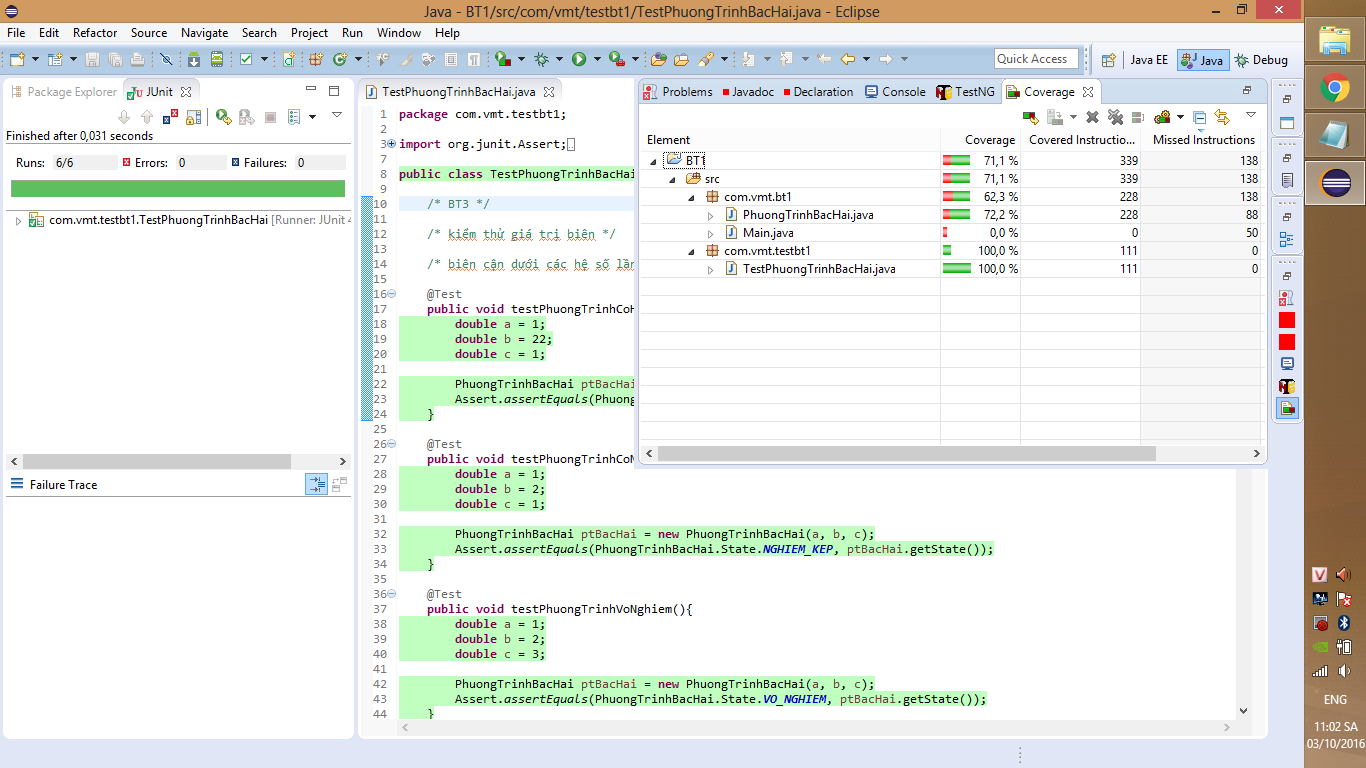 Java - BT1/src/com/vmt/testbt1/TestPhuongTrinhBacHai.java - Eclipse
File Edit Refactor Source Navigate Search Project Run Window Help
Quick Access
Java EE Java Debug
Package Explorer JUnit
Finished after 0,031 seconds
Runs: 6/6 Errors: 0 Failures: 0
com.vmt.testbt1.TestPhuongTrinhBacHai [Runner: JUnit 4
Failure Trace
TestPhuongTrinhBacHai.java
1 package com.vmt.testbt1;
2
3 import org.junit.Assert;
7
8 public class TestPhuongTrinhBacHai
9
10 /* BT3 */
11
12 /* kiểm thử giá trị biên */
13
14 /* biên cận dưới các hệ số lần
15
16 @Test
17 public void testPhuongTrinhCoH
18 double a = 1;
19 double b = 22;
20 double c = 1;
21
22 PhuongTrinhBacHai ptBacHai
23 Assert.assertEquals(Phuong
24 }
25
26 @Test
27 public void testPhuongTrinhCoN
28 double a = 1;
29 double b = 2;
30 double c = 1;
31
32 PhuongTrinhBacHai ptBacHai = new PhuongTrinhBacHai(a, b, c);
33 Assert.assertEquals(PhuongTrinhBacHai.State.NGHIEM_KEP, ptBacHai.getState());
34 }
35
36 @Test
37 public void testPhuongTrinhVoNghiem(){
38 double a = 1;
39 double b = 2;
40 double c = 3;
41
42 PhuongTrinhBacHai ptBacHai = new PhuongTrinhBacHai(a, b, c);
43 Assert.assertEquals(PhuongTrinhBacHai.State.VO_NGHIEM, ptBacHai.getState());
44 }
Problems Javadoc Declaration Console TestNG Coverage
Element Coverage Covered Instructio... Missed Instructions
BT1 71,1 % 339 138
src 71,1 % 339 138
com.vmt.bt1 62,3 % 228 138
PhuongTrinhBacHai.java 72,2 % 228 88
Main.java 0,0 % 0 50
com.vmt.testbt1 100,0 % 111 0
TestPhuongTrinhBacHai.java 100,0 % 111 0
ENG
11:02 SA
03/10/2016